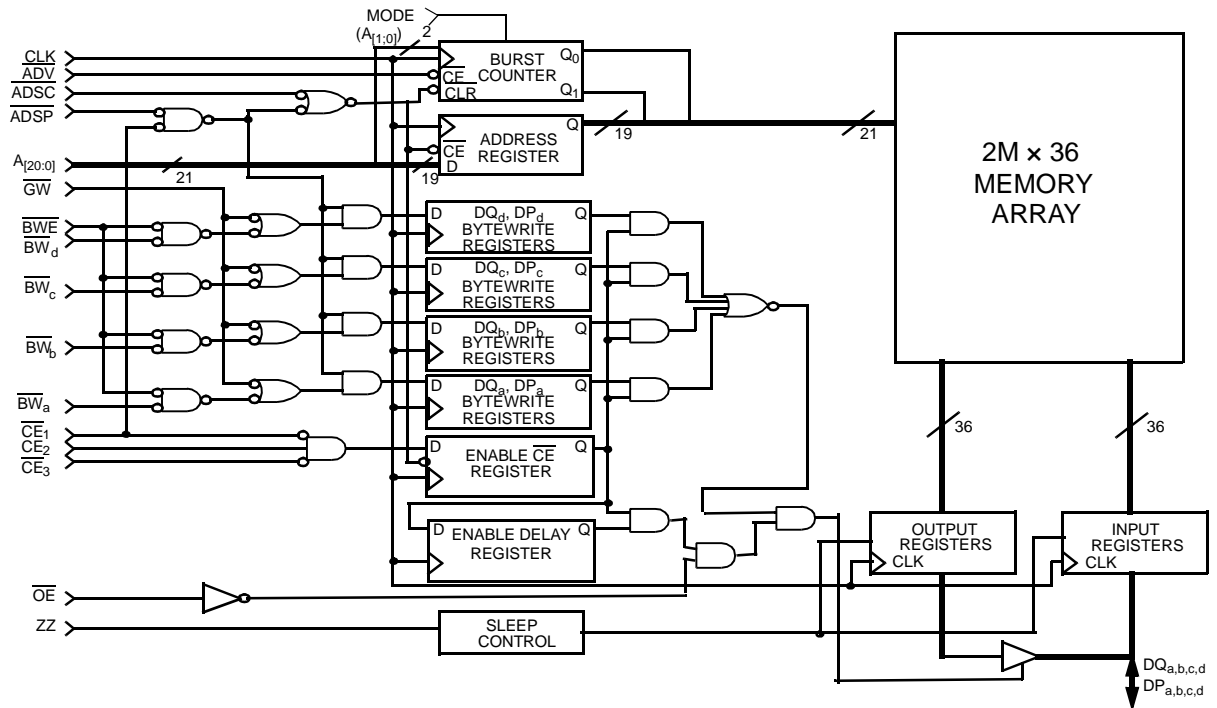 MODE
(A[1;0])
2
CLK
ADV
ADSC
ADSP
BURST
COUNTER
CE
CLR
Q0
Q1
ADDRESS
REGISTER
CE
D
Q
19
21
A[20:0]
21
19
GW
2M × 36
MEMORY
ARRAY
BWE
BWd
D
DQd, DPd
BYTEWRITE
REGISTERS
Q
BWc
D
DQc, DPc
BYTEWRITE
REGISTERS
Q
BWb
D
DQb, DPb
BYTEWRITE
REGISTERS
Q
BWa
D
DQa, DPa
BYTEWRITE
REGISTERS
Q
CE1
CE2
CE3
D
ENABLE CE
REGISTER
Q
36
36
D
ENABLE DELAY
REGISTER
Q
OUTPUT
REGISTERS
CLK
INPUT
REGISTERS
CLK
OE
ZZ
SLEEP
CONTROL
DQa,b,c,d
DPa,b,c,d